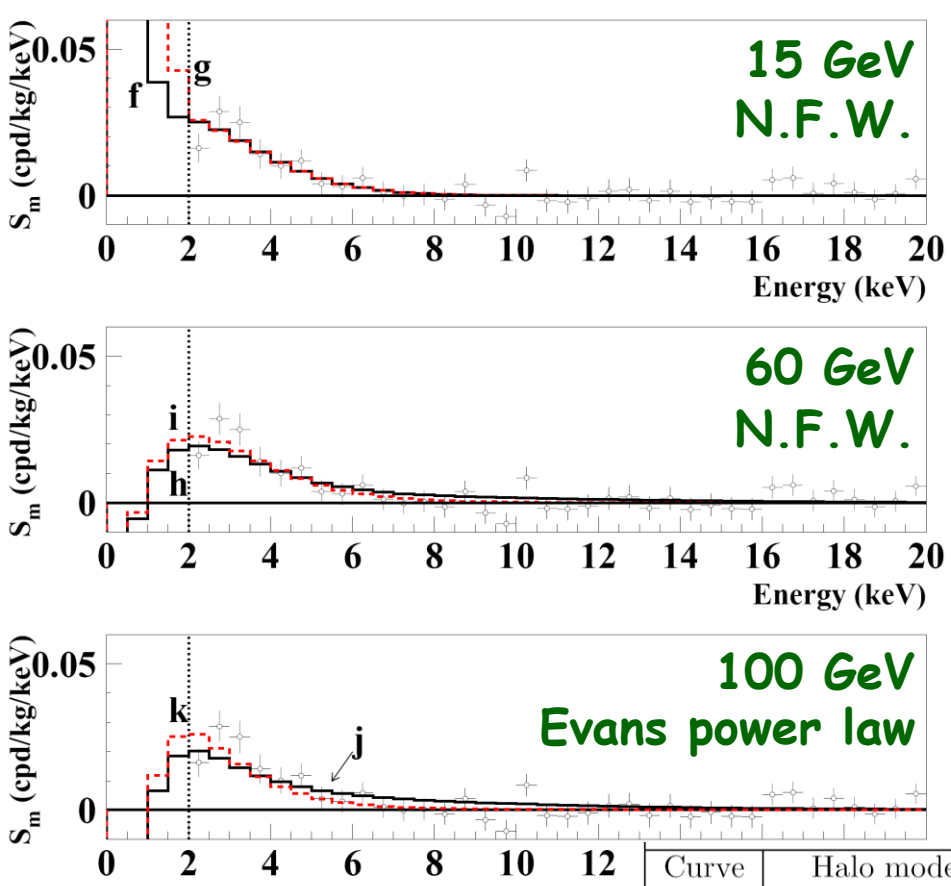 S_m (cpd/kg/keV)
0.05
0
f
g
15 GeV
N.F.W.
0 2 4 6 8 10 12 14 16 18 20
Energy (keV)
S_m (cpd/kg/keV)
0.05
0
i
h
60 GeV
N.F.W.
0 2 4 6 8 10 12 14 16 18 20
Energy (keV)
S_m (cpd/kg/keV)
0.05
0
k
j
100 GeV
Evans power law
0 2 4 6 8 10 12
Curve Halo mode